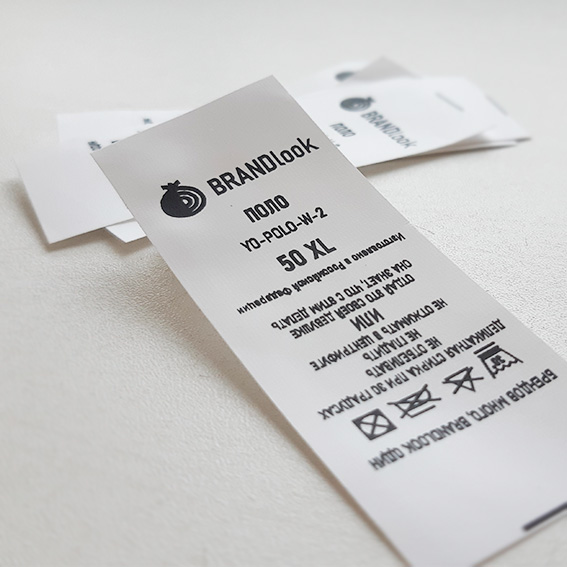 BRANDlook
поло
YD-POLO-W-2
50 XL
БРЕНДОВ МНОГО, BRANDLOOK ОДИН
ДЕЛИКАТНАЯ СТИРКА ПРИ 30 ГРАДУСАХ
НЕ ОТБЕЛИВАТЬ
НЕ ГЛАДИТЬ
НЕ ОТЖИМАТЬ В ЦЕНТРИФУГЕ
ИЛИ
ОТДАЙ ЭТО СВОЕЙ ДЕВУШКЕ
ОНА ЗНАЕТ, ЧТО С ЭТИМ ДЕЛАТЬ
Изготовлено в Российской Федерации
BRANDlook
поло